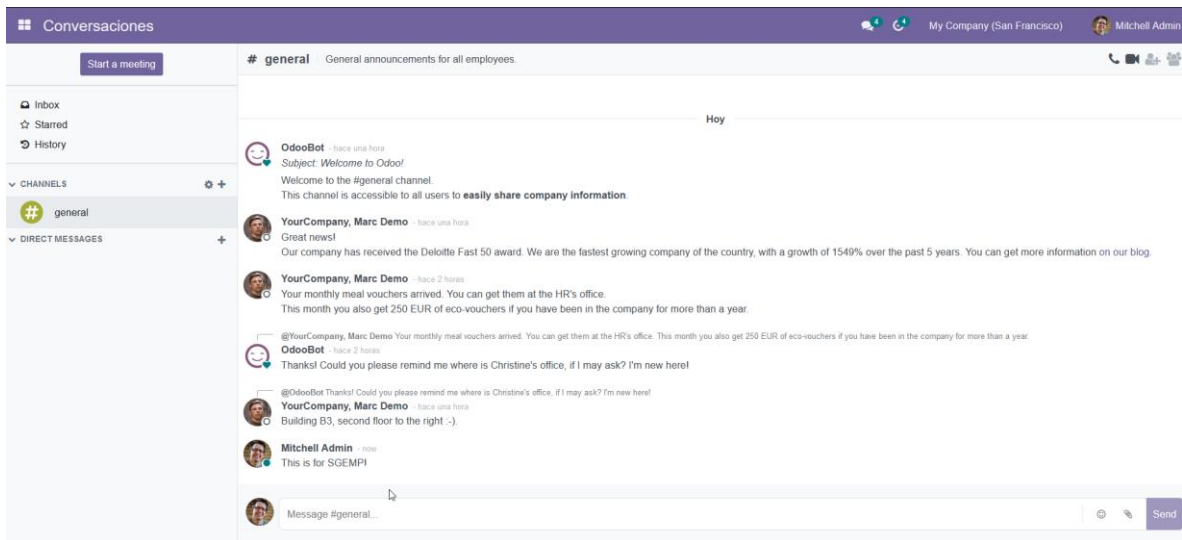 Conversaciones
4
4
My Company (San Francisco)
Mitchell Admin
Start a meeting
Inbox
Starred
History
CHANNELS
general
DIRECT MESSAGES
# general
General announcements for all employees.
Hoy
OdooBot - hace una hora
Subject: Welcome to Odoo!
Welcome to the #general channel.
This channel is accessible to all users to easily share company information.
YourCompany, Marc Demo - hace una hora
Great news!
Our company has received the Deloitte Fast 50 award. We are the fastest growing company of the country, with a growth of 1549% over the past 5 years. You can get more information on our blog.
YourCompany, Marc Demo - hace 2 horas
Your monthly meal vouchers arrived. You can get them at the HR's office.
This month you also get 250 EUR of eco-vouchers if you have been in the company for more than a year.
@YourCompany, Marc Demo Your monthly meal vouchers arrived. You can get them at the HR's office. This month you also get 250 EUR of eco-vouchers if you have been in the company for more than a year.
OdooBot - hace 2 horas
Thanks! Could you please remind me where is Christine's office, if I may ask? I'm new here!
@OdooBot Thanks! Could you please remind me where is Christine's office, if I may ask? I'm new here!
YourCompany, Marc Demo - hace una hora
Building B3, second floor to the right :-).
Mitchell Admin - now
This is for SGEMPI
Message #general...
Send